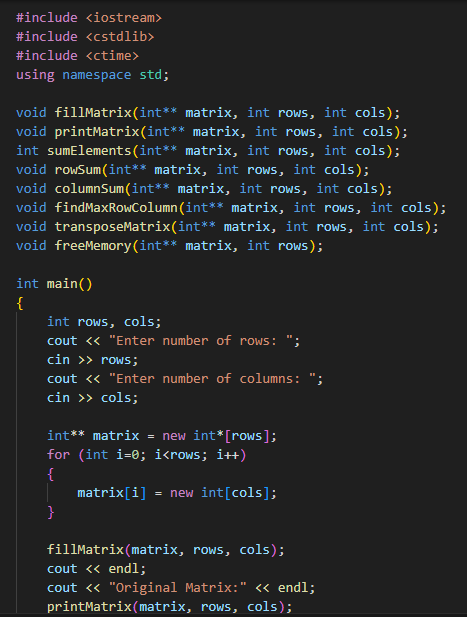 #include <iostream>
#include <cstdlib>
#include <ctime>
using namespace std;

void fillMatrix(int** matrix, int rows, int cols);
void printMatrix(int** matrix, int rows, int cols);
int sumElements(int** matrix, int rows, int cols);
void rowSum(int** matrix, int rows, int cols);
void columnSum(int** matrix, int rows, int cols);
void findMaxRowColumn(int** matrix, int rows, int cols);
void transposeMatrix(int** matrix, int rows, int cols);
void freeMemory(int** matrix, int rows);

int main()
{
    int rows, cols;
    cout << "Enter number of rows: ";
    cin >> rows;
    cout << "Enter number of columns: ";
    cin >> cols;

    int** matrix = new int*[rows];
    for (int i=0; i<rows; i++)
    {
        matrix[i] = new int[cols];
    }

    fillMatrix(matrix, rows, cols);
    cout << endl;
    cout << "Original Matrix:" << endl;
    printMatrix(matrix, rows, cols);